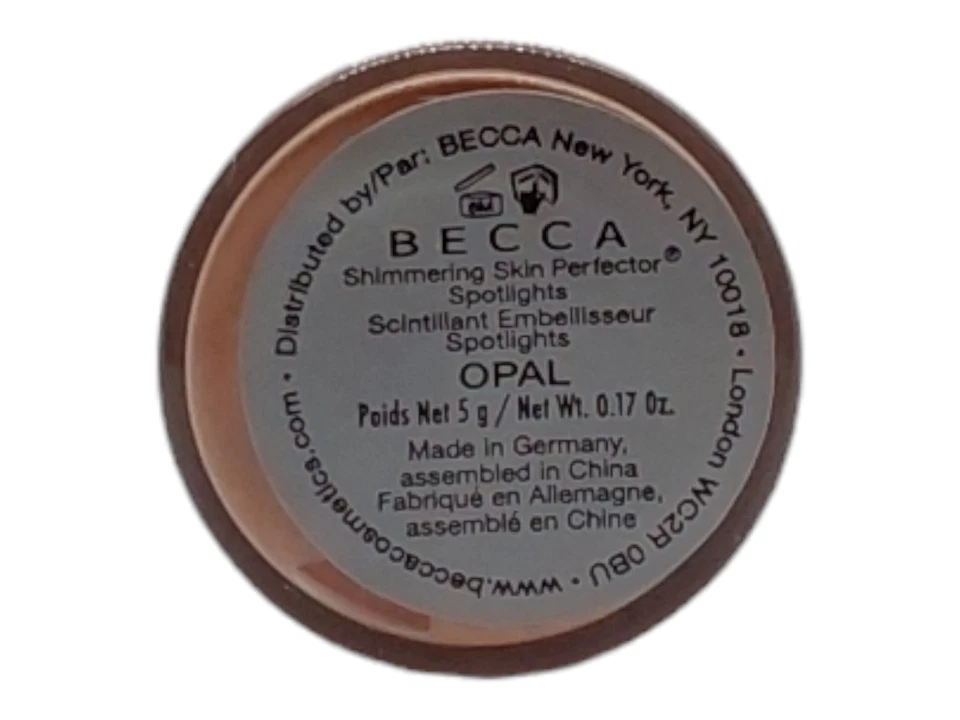 Distributed by/Par: BECCA New York, NY 10018 • London WC2R 0BU • www.beccacosmetics.com •
BECCA
Shimmering Skin Perfector®
Spotlights
Scintillant Embellisseur
Spotlights
OPAL
Poids Net 5 g / Net Wt. 0.17 Oz.
Made in Germany,
assembled in China
Fabriqué en Allemagne,
assemblé en Chine